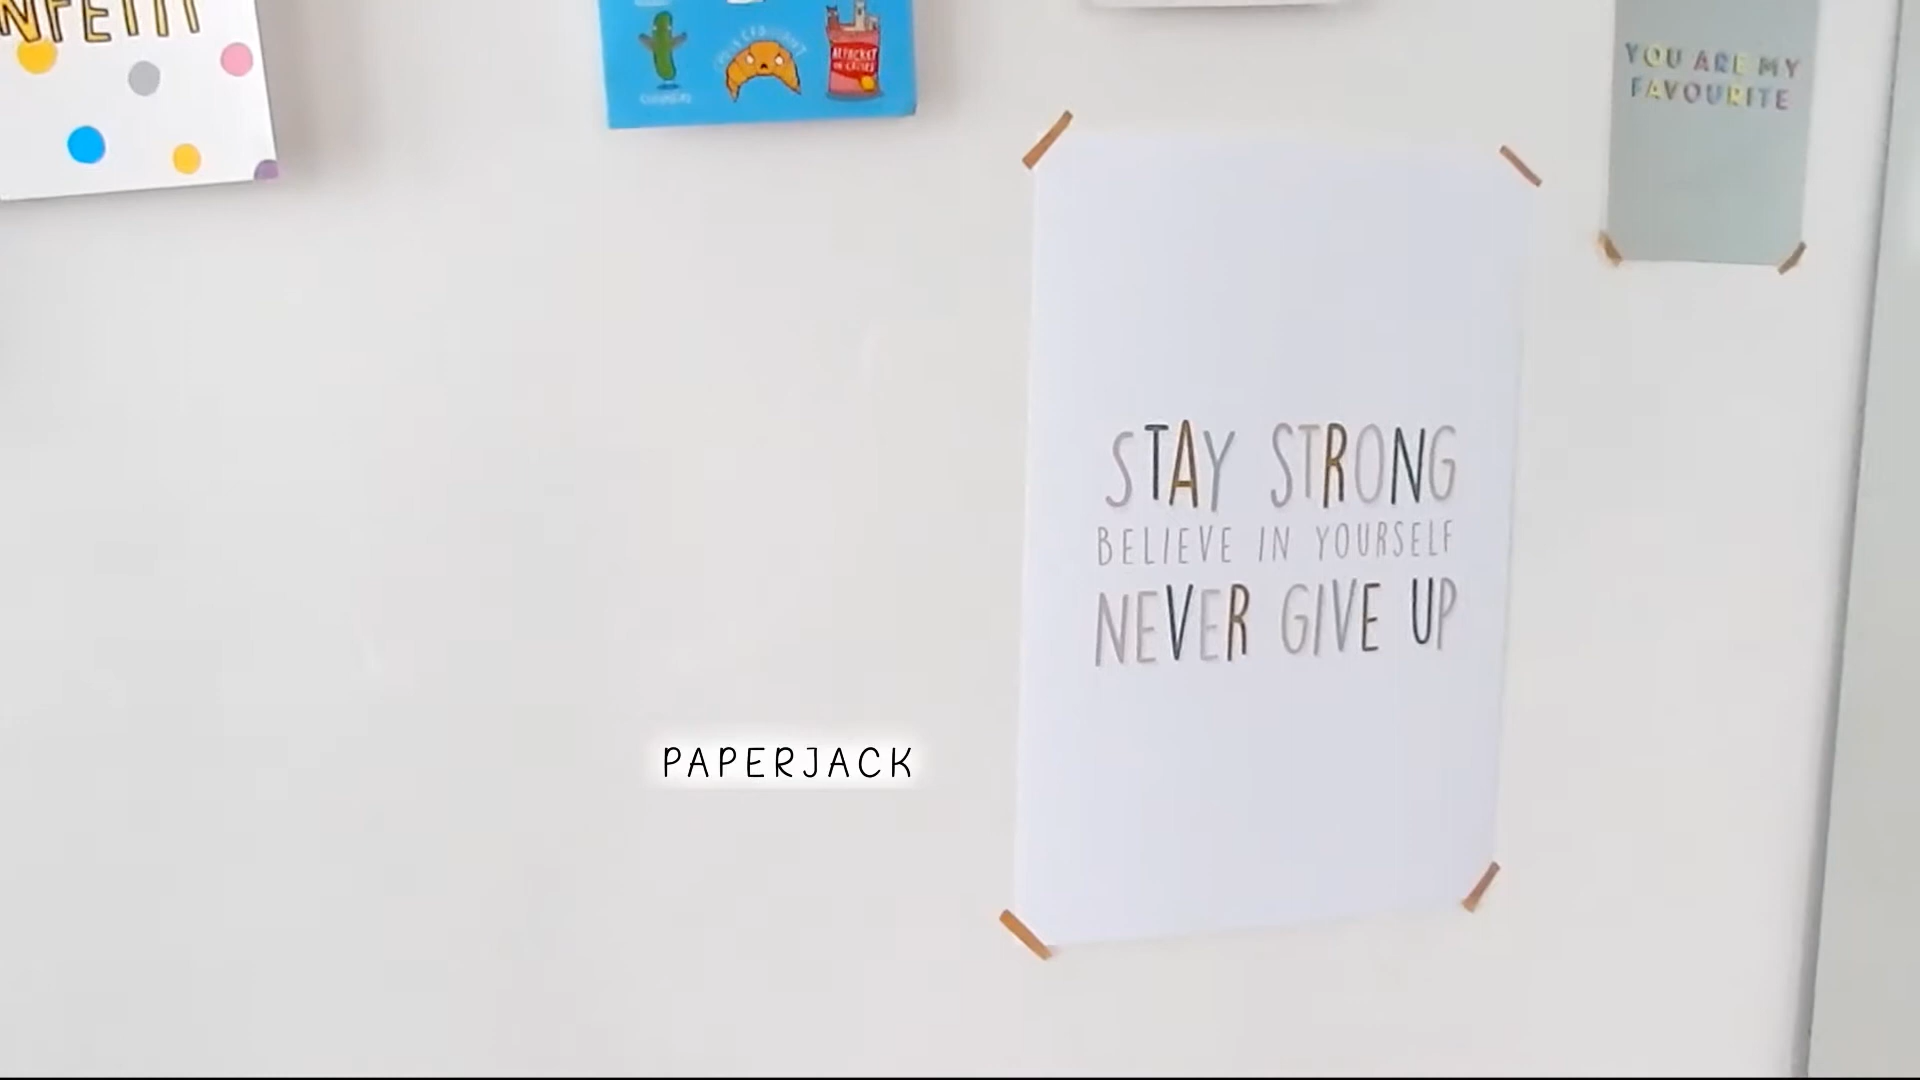 NFETTI
YOU ARE MY
FAVOURITE
STAY STRONG
BELIEVE IN YOURSELF
NEVER GIVE UP
PAPERJACK